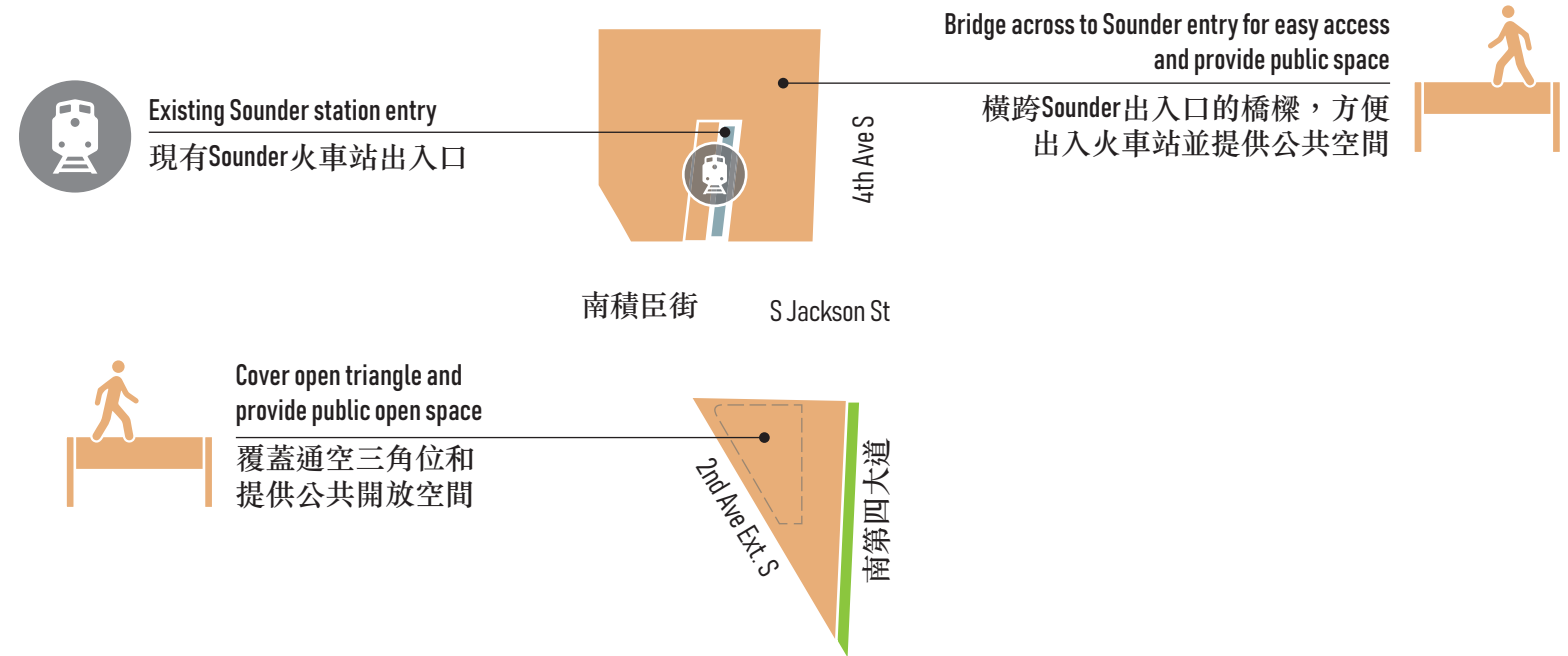 Bridge across to Sounder entry for easy access
and provide public space
橫跨Sounder出入口的橋樑，方便
出入火車站並提供公共空間
Existing Sounder station entry
現有Sounder火車站出入口
4th Ave S
南積臣街
S Jackson St
Cover open triangle and
provide public open space
覆蓋通空三角位和
提供公共開放空間
2nd Ave Ext. S
南第四大道